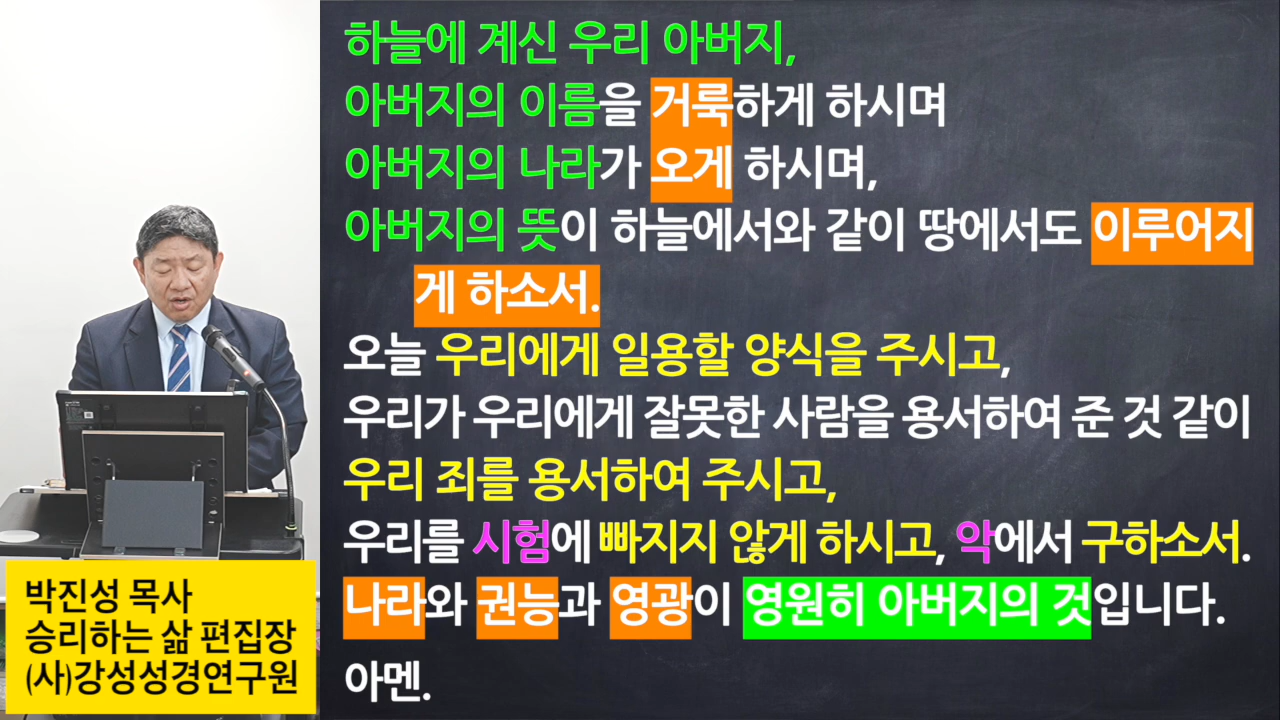 하늘에 계신 우리 아버지,
아버지의 이름을 거룩하게 하시며
아버지의 나라가 오게 하시며,
아버지의 뜻이 하늘에서와 같이 땅에서도 이루어지
게 하소서.
오늘 우리에게 일용할 양식을 주시고,
우리가 우리에게 잘못한 사람을 용서하여 준 것 같이
우리 죄를 용서하여 주시고,
우리를 시험에 빠지지 않게 하시고, 악에서 구하소서.
나라와 권능과 영광이 영원히 아버지의 것입니다.
아멘.
박진성 목사
승리하는 삶 편집장
(사)강성성경연구원